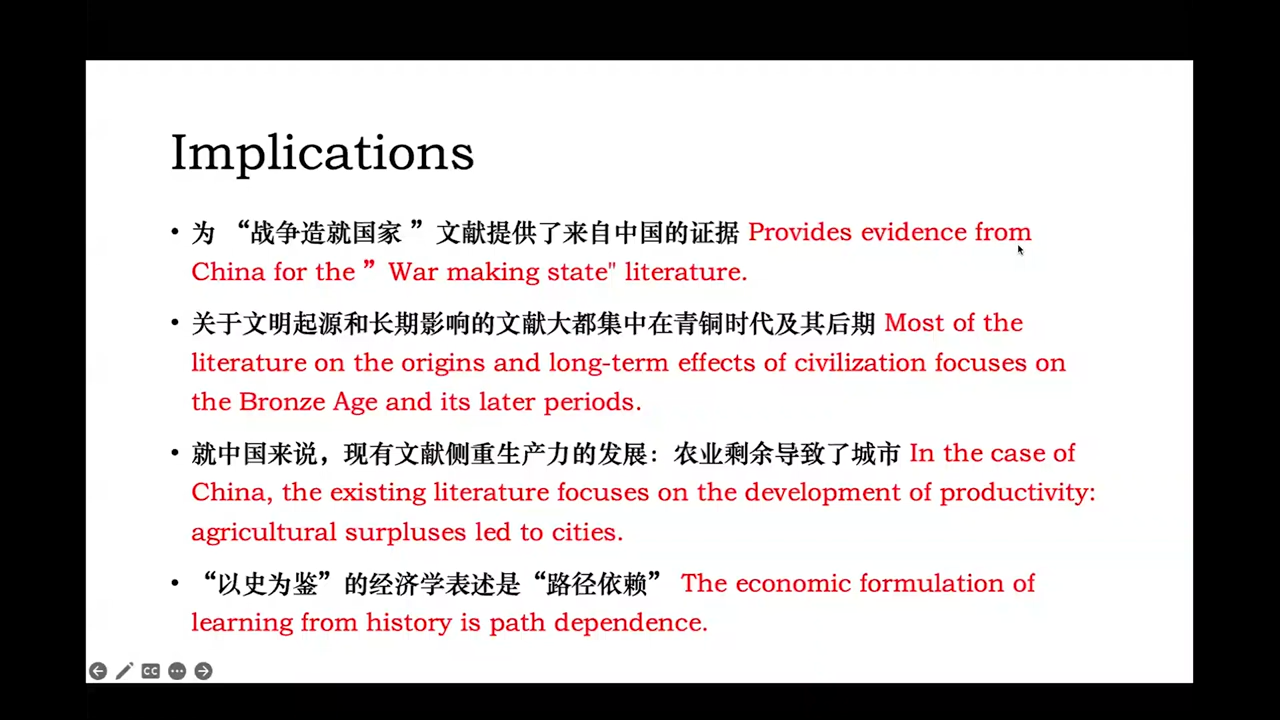 Implications
• 为 “战争造就国家 ”文献提供了来自中国的证据 Provides evidence from
China for the ” War making state" literature.
• 关于文明起源和长期影响的文献大都集中在青铜时代及其后期 Most of the
literature on the origins and long-term effects of civilization focuses on
the Bronze Age and its later periods.
• 就中国来说，现有文献侧重生产力的发展：农业剩余导致了城市 In the case of
China, the existing literature focuses on the development of productivity:
agricultural surpluses led to cities.
• “以史为鉴”的经济学表述是“路径依赖” The economic formulation of
learning from history is path dependence.
CC